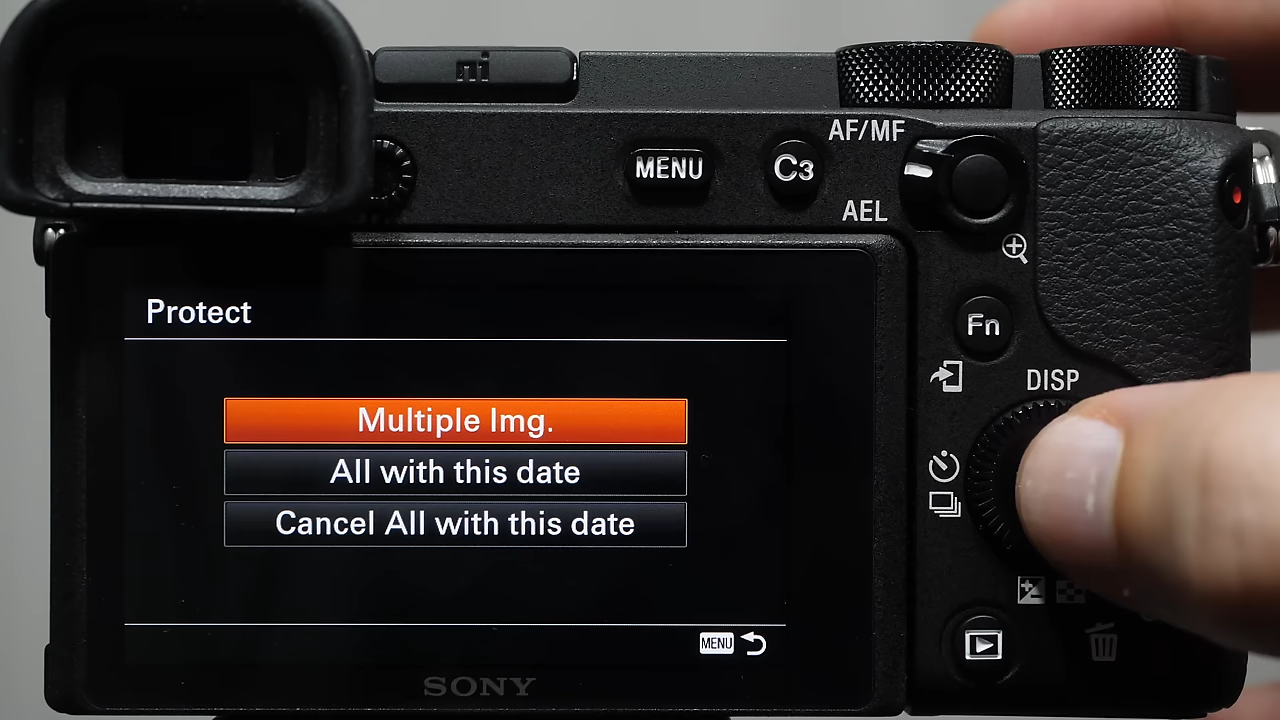 MENU
C3
AF/MF
AEL
Fn
DISP
Protect
Multiple Img.
All with this date
Cancel All with this date
MENU
SONY